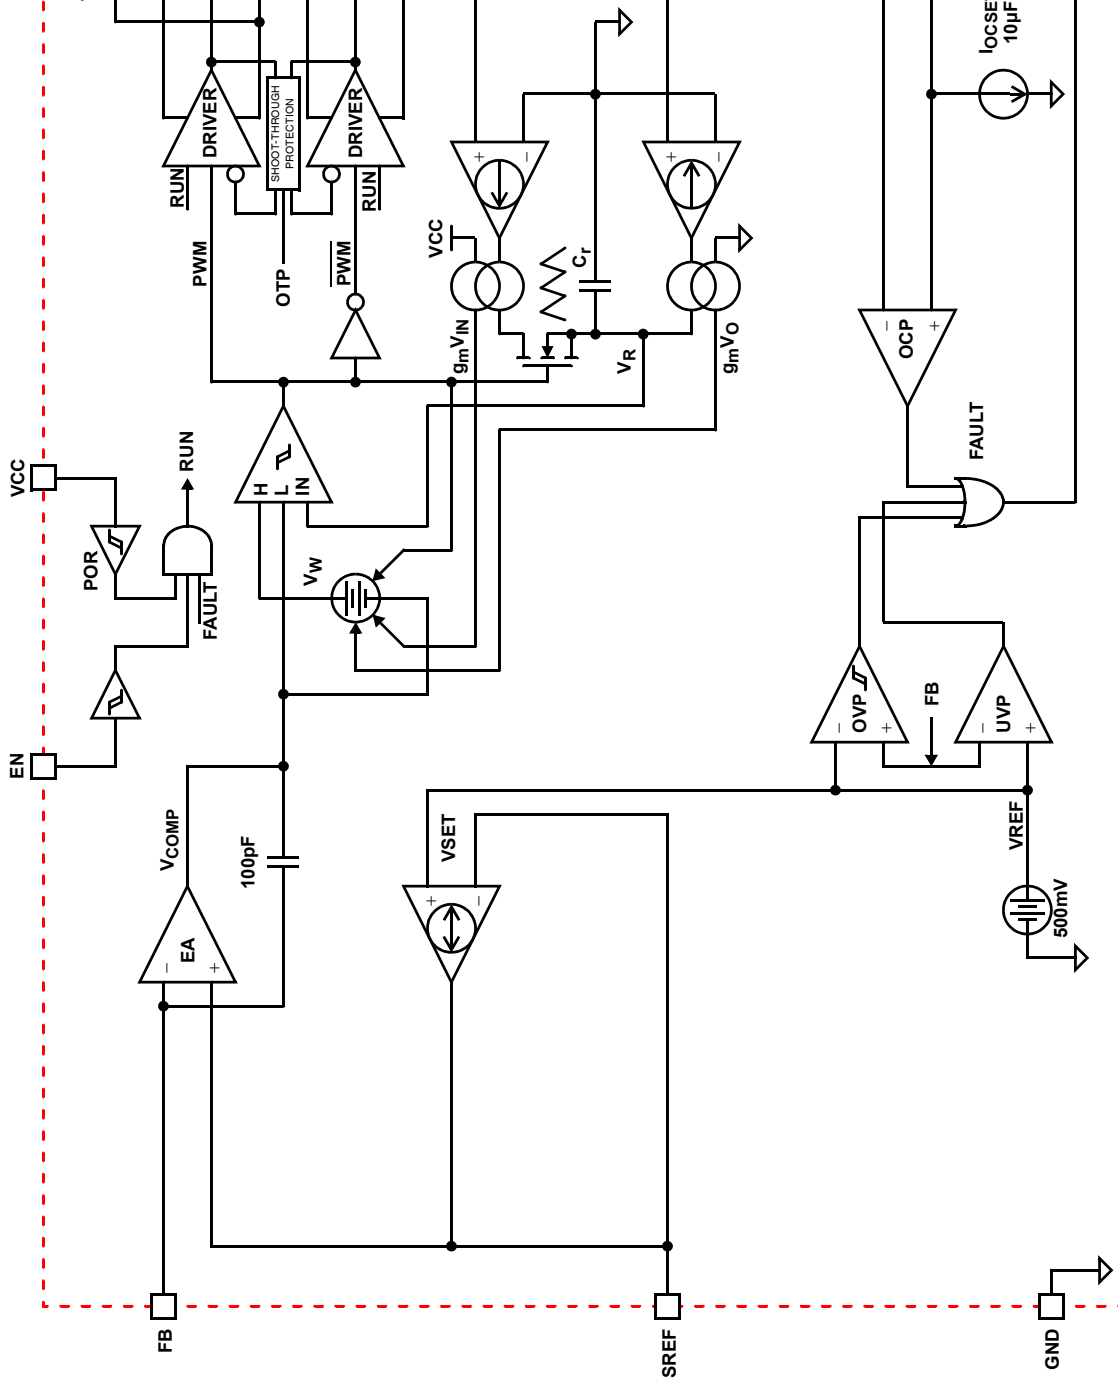 IOCSET
10µF
DRIVER
SHOOT-THROUGH
PROTECTION
DRIVER
RUN
RUN
+
−
+
−
PWM
OTP
PWM
VCC
Cr
gmVIN
VR
gmVO
−
OCP
+
FAULT
VCC
RUN
H
L
IN
POR
VW
FAULT
EN
OVP
−
+
FB
UVP
−
+
VCOMP
100pF
VSET
VREF
+
−
500mV
EA
−
+
FB
SREF
GND